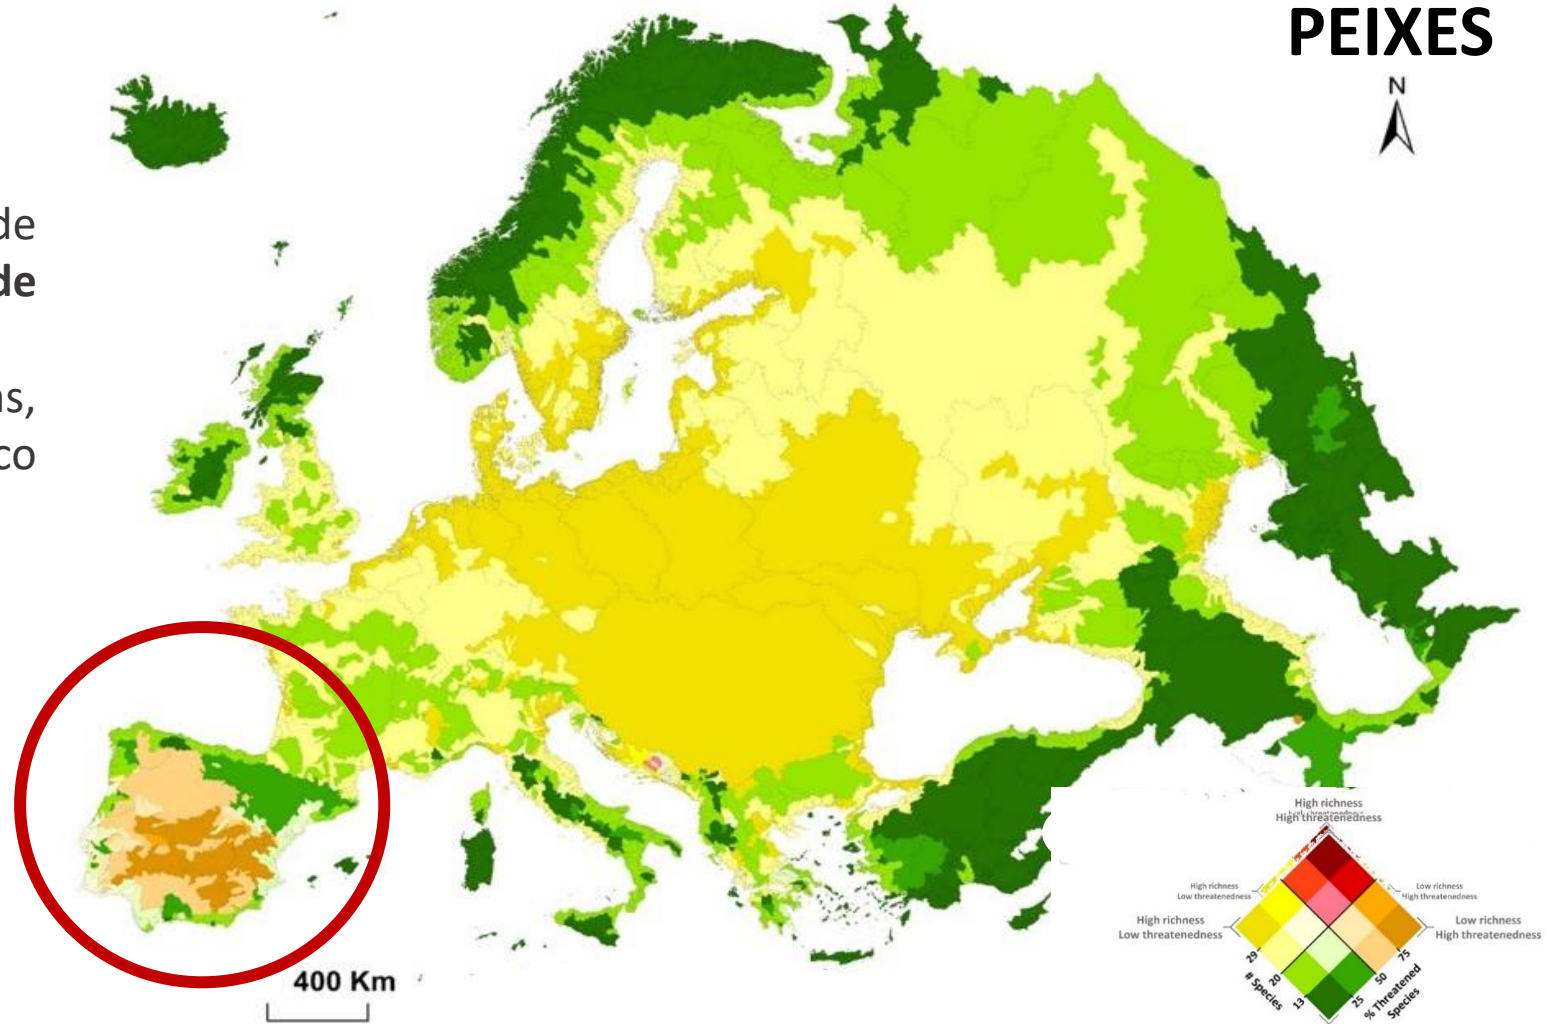 PEIXES
N
de
de
as,
co
400 Km
High richness
High threatenedness
High richness
Low threatenedness
Low richness
High threatenedness
High richness
Low threatenedness
Low richness
High threatenedness
29
20
13
# Species
25
50
75
% Threatened
Species